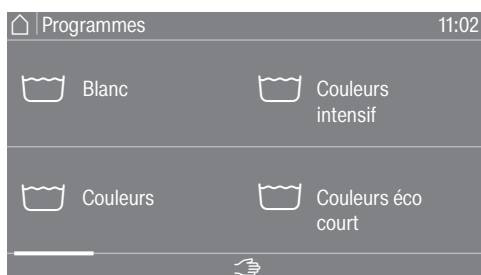 Programmes 11:02
Blanc
Couleurs
intensif
Couleurs
Couleurs éco
court